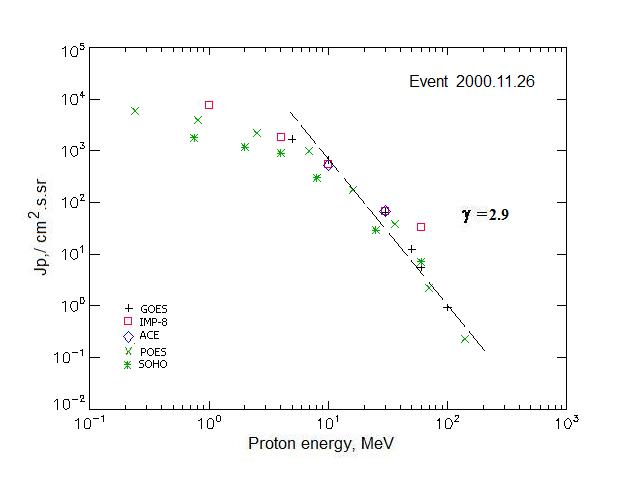 10^5
Event 2000.11.26
10^4
10^3
10^2
γ = 2.9
10^1
10^0
10^-1
10^-2
Jp,/ cm^2.s.sr
GOES
IMP-8
ACE
POES
SOHO
10^-1 10^0 10^1 10^2 10^3
Proton energy, MeV